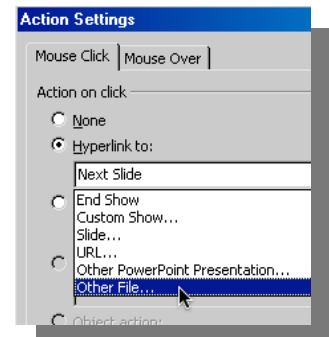 Action Settings
Mouse Click Mouse Over
Action on click
None
Hyperlink to:
Next Slide
End Show
Custom Show...
Slide...
URL...
Other PowerPoint Presentation...
Other File...
Object action: